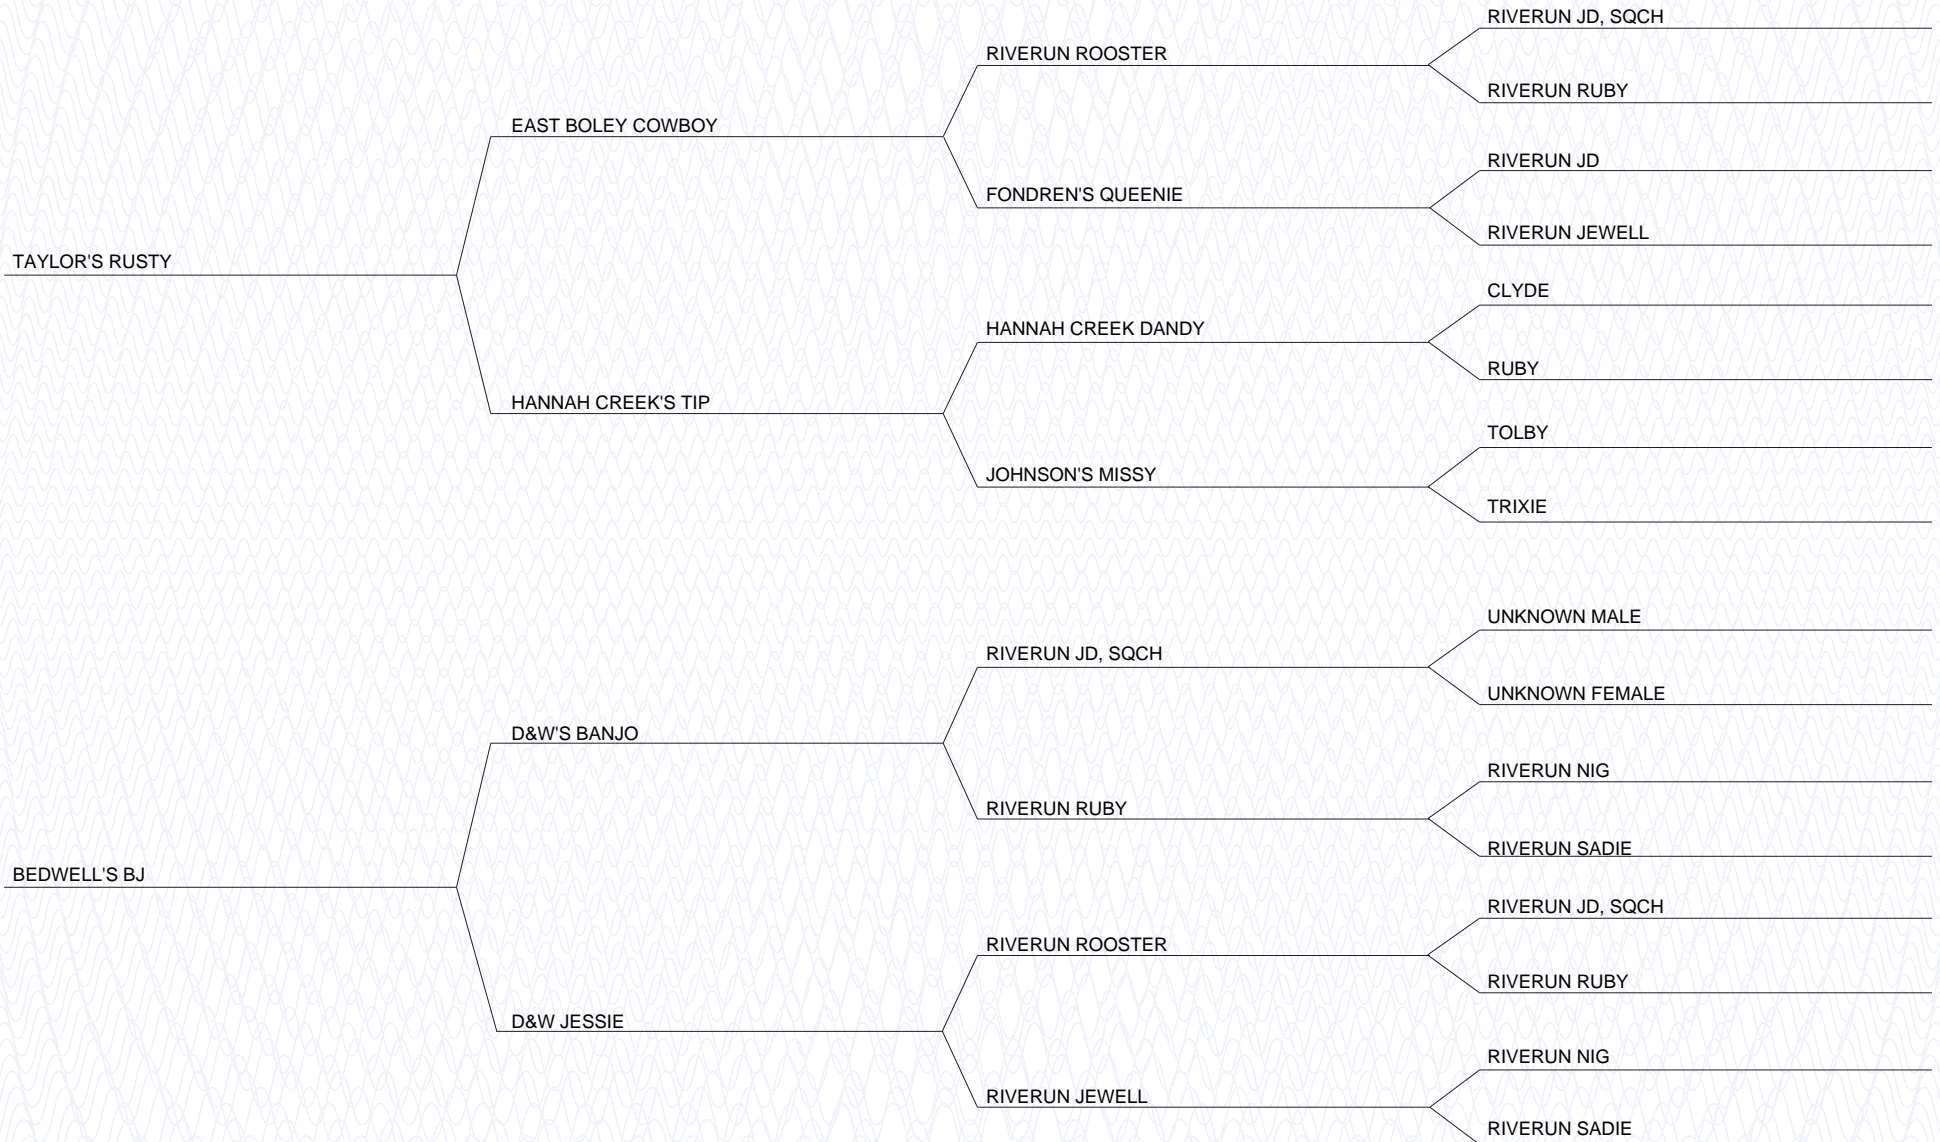 RIVERUN JD, SQCH
RIVERUN ROOSTER
RIVERUN RUBY
EAST BOLEY COWBOY
RIVERUN JD
FONDREN'S QUEENIE
RIVERUN JEWELL
TAYLOR'S RUSTY
CLYDE
HANNAH CREEK DANDY
RUBY
HANNAH CREEK'S TIP
TOLBY
JOHNSON'S MISSY
TRIXIE
UNKNOWN MALE
RIVERUN JD, SQCH
UNKNOWN FEMALE
D&W'S BANJO
RIVERUN NIG
RIVERUN RUBY
RIVERUN SADIE
BEDWELL'S BJ
RIVERUN JD, SQCH
RIVERUN ROOSTER
RIVERUN RUBY
D&W JESSIE
RIVERUN NIG
RIVERUN JEWELL
RIVERUN SADIE